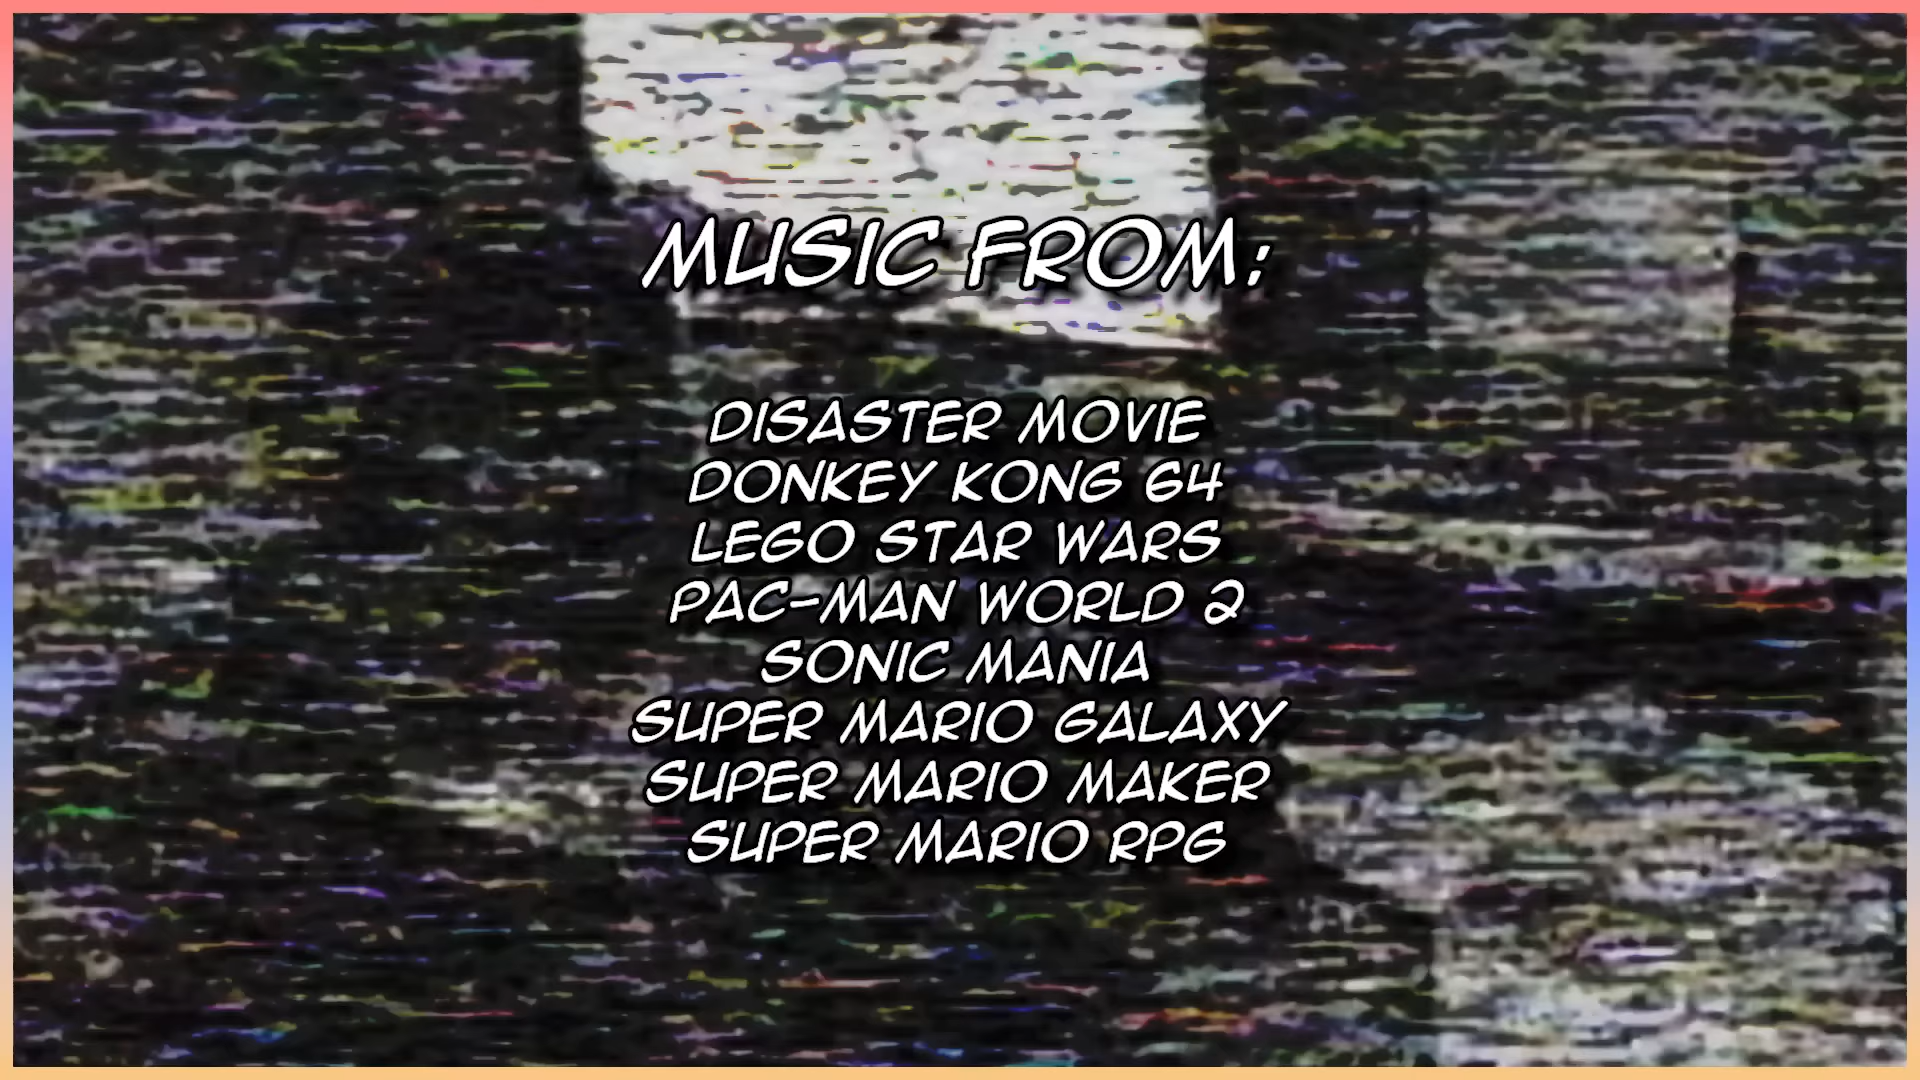 MUSIC FROM:
DISASTER MOVIE
DONKEY KONG 64
LEGO STAR WARS
PAC-MAN WORLD 2
SONIC MANIA
SUPER MARIO GALAXY
SUPER MARIO MAKER
SUPER MARIO RPG